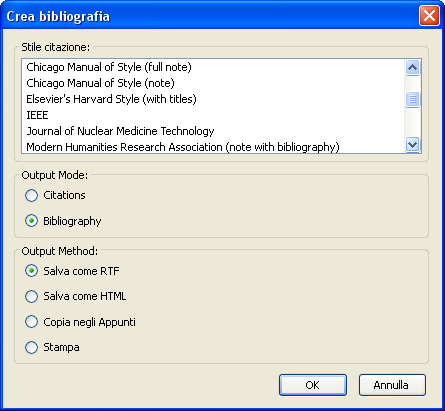 Crea bibliografia
Stile citazione:
Chicago Manual of Style (full note)
Chicago Manual of Style (note)
Elsevier's Harvard Style (with titles)
IEEE
Journal of Nuclear Medicine Technology
Modern Humanities Research Association (note with bibliography)
Output Mode:
Citations
Bibliography
Output Method:
Salva come RTF
Salva come HTML
Copia negli Appunti
Stampa
OK Annulla